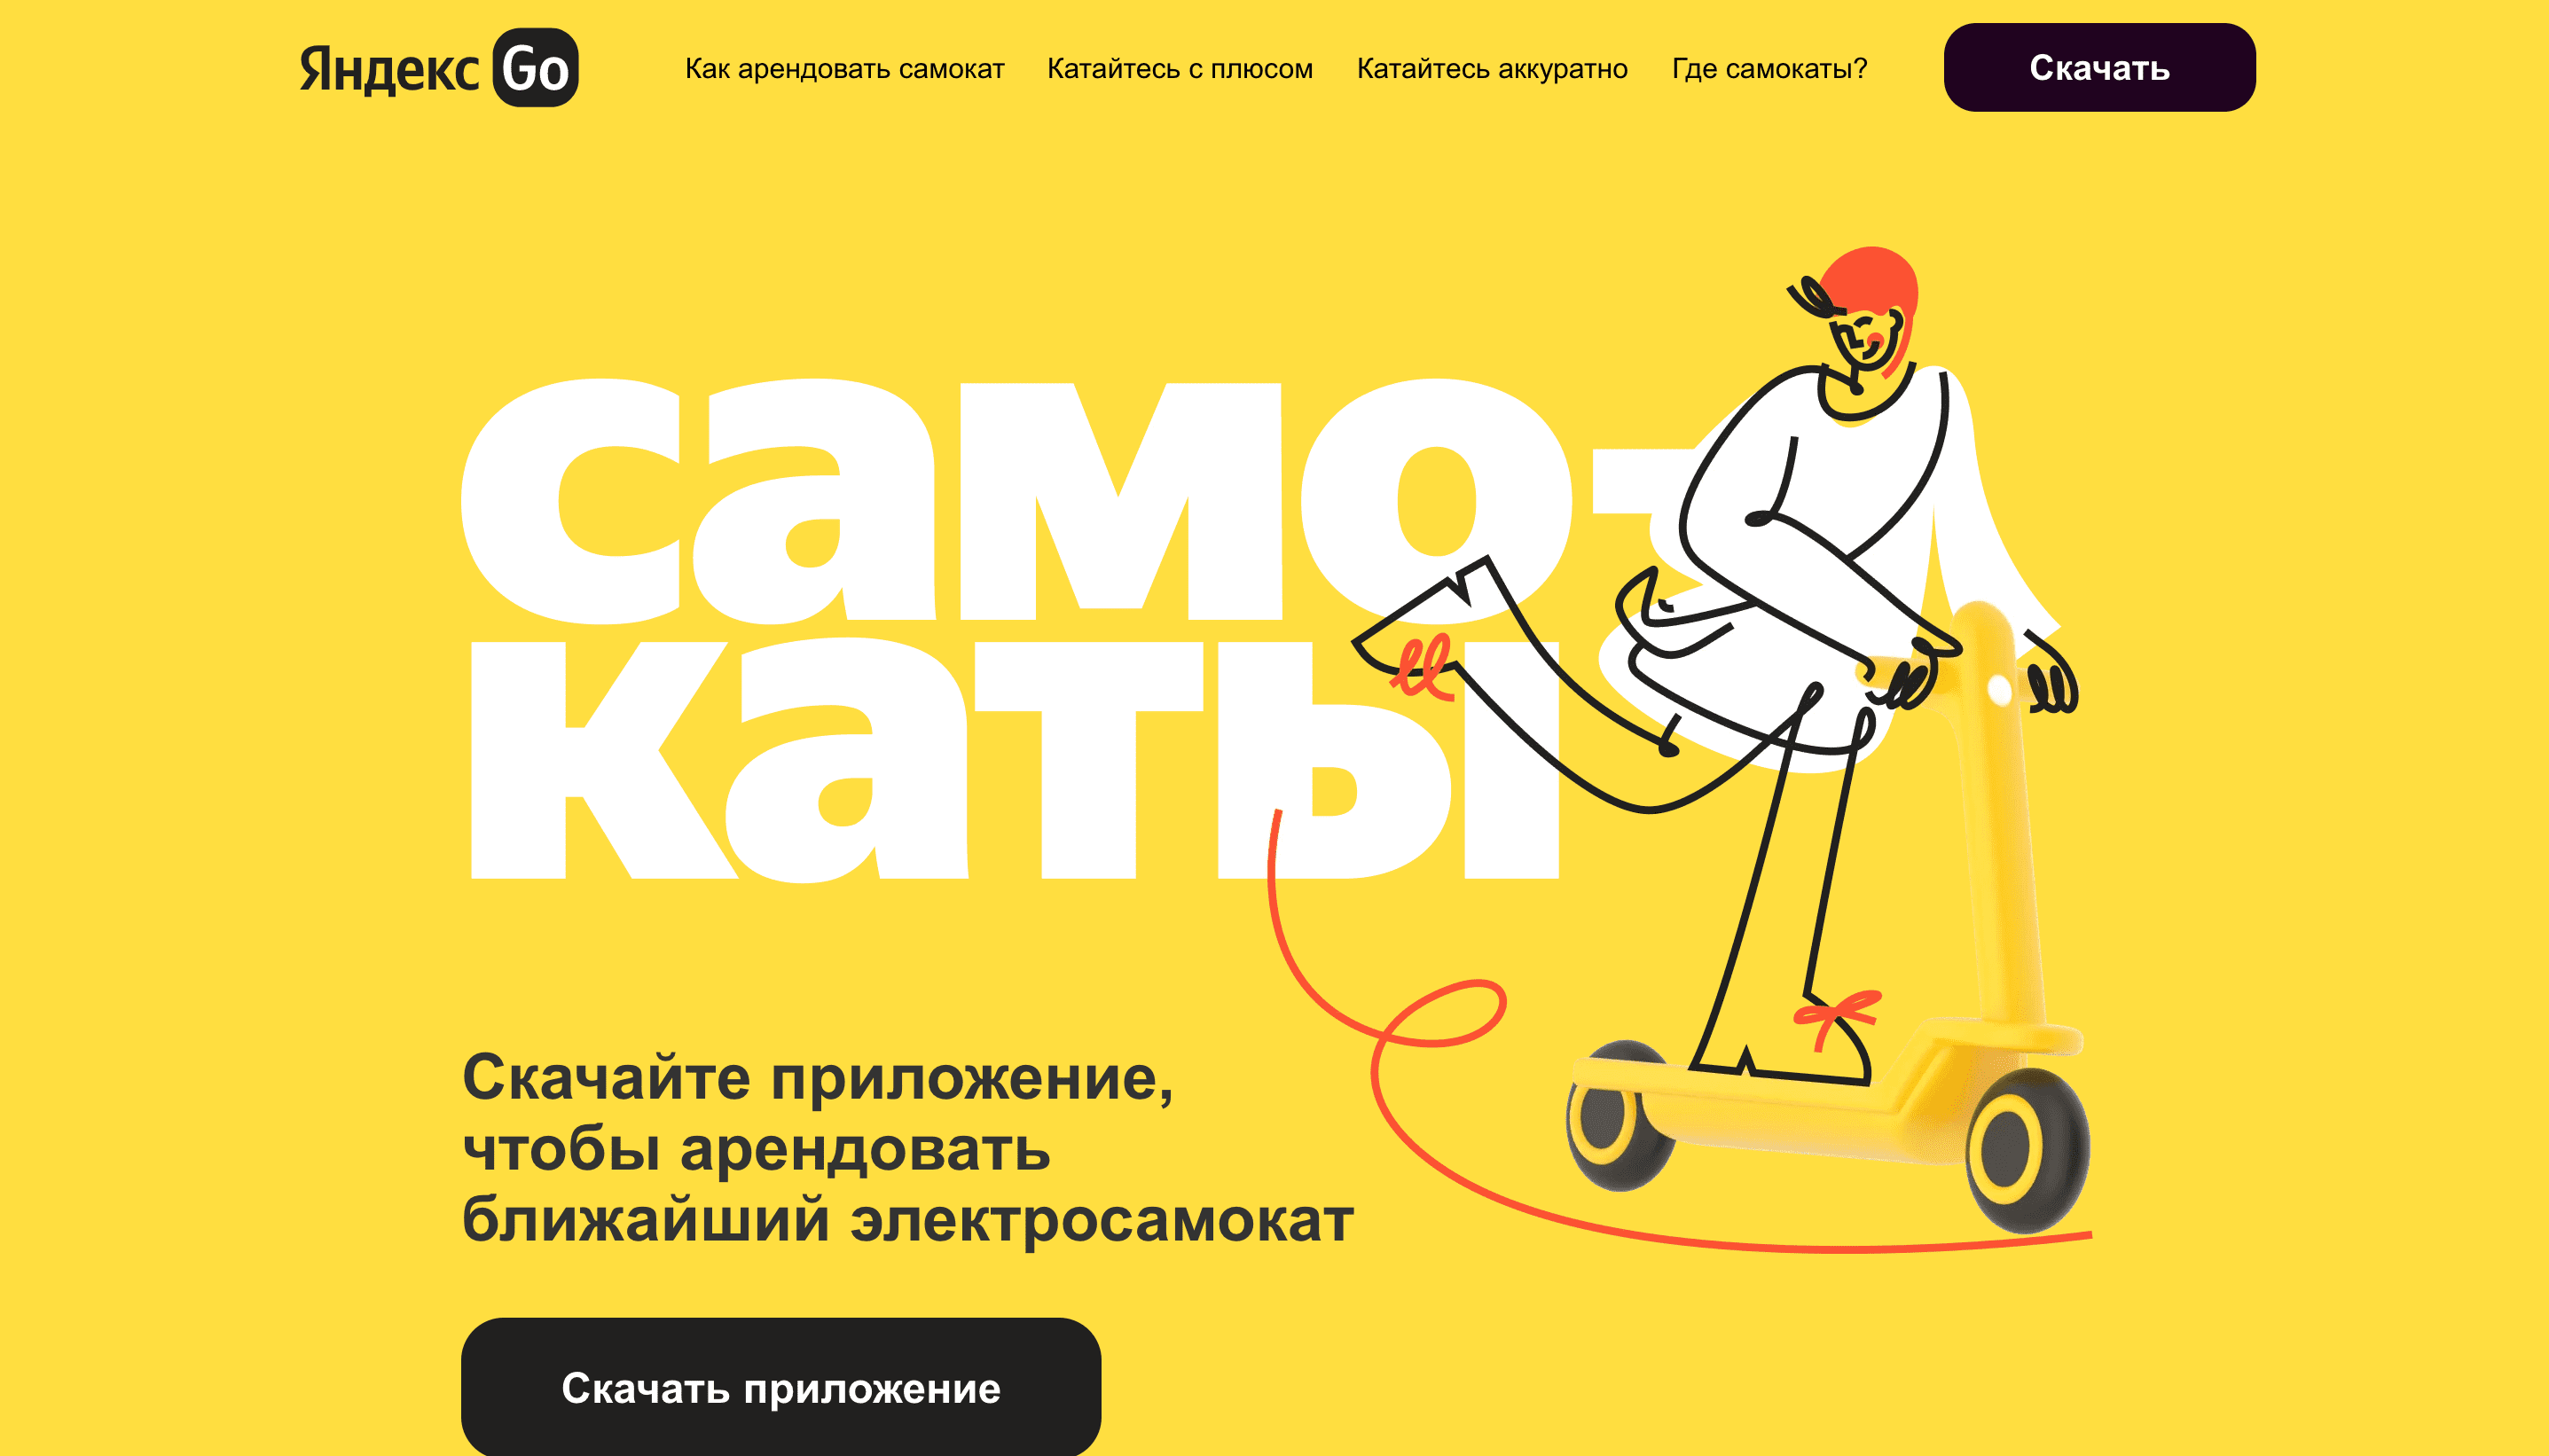 Яндекс Go
Как арендовать самокат
Катайтесь с плюсом
Катайтесь аккуратно
Где самокаты?
Скачать
само-
каты
Скачайте приложение,
чтобы арендовать
ближайший электросамокат
Скачать приложение